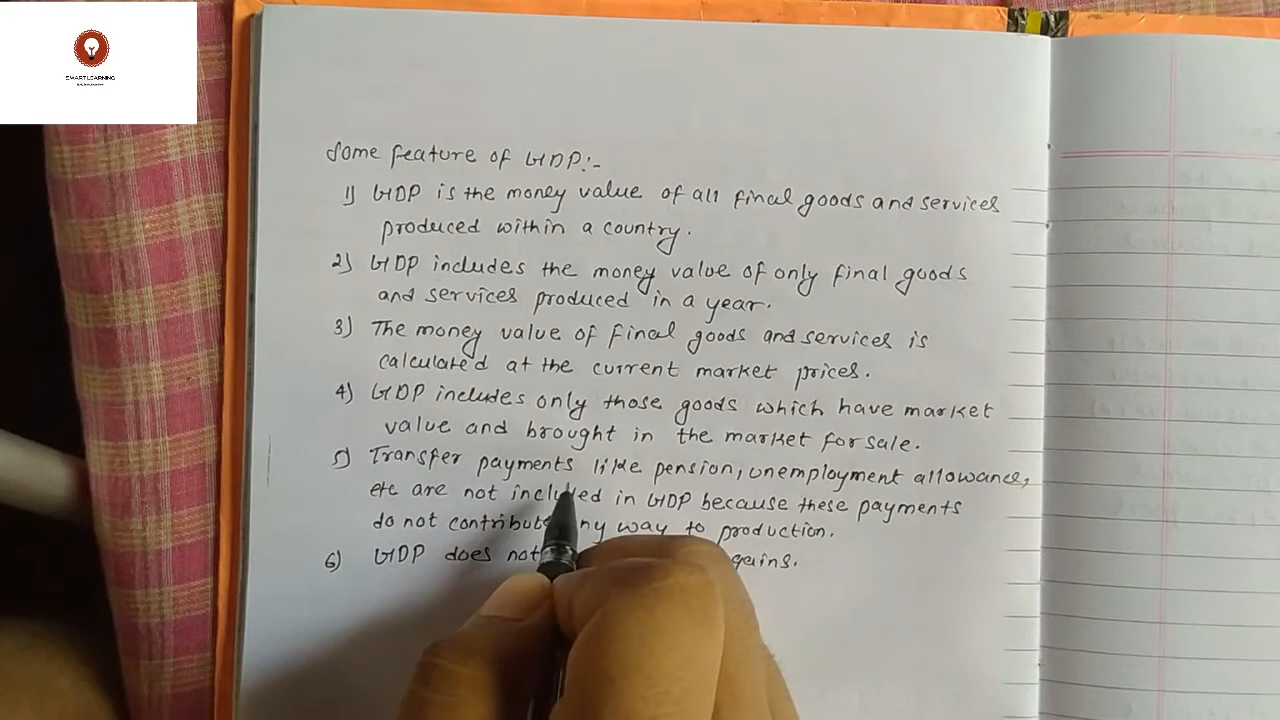 SMART LEARNING
Some feature of GDP:-
1) GDP is the money value of all final goods and services
produced within a country.
2) GDP includes the money value of only final goods
and services produced in a year.
3) The money value of final goods and services is
calculated at the current market prices.
4) GDP includes only those goods which have market
value and brought in the market for sale.
5) Transfer payments like pension, unemployment allowance,
etc are not included in GDP because these payments
do not contribute ny way to production.
6) GDP does not gains.